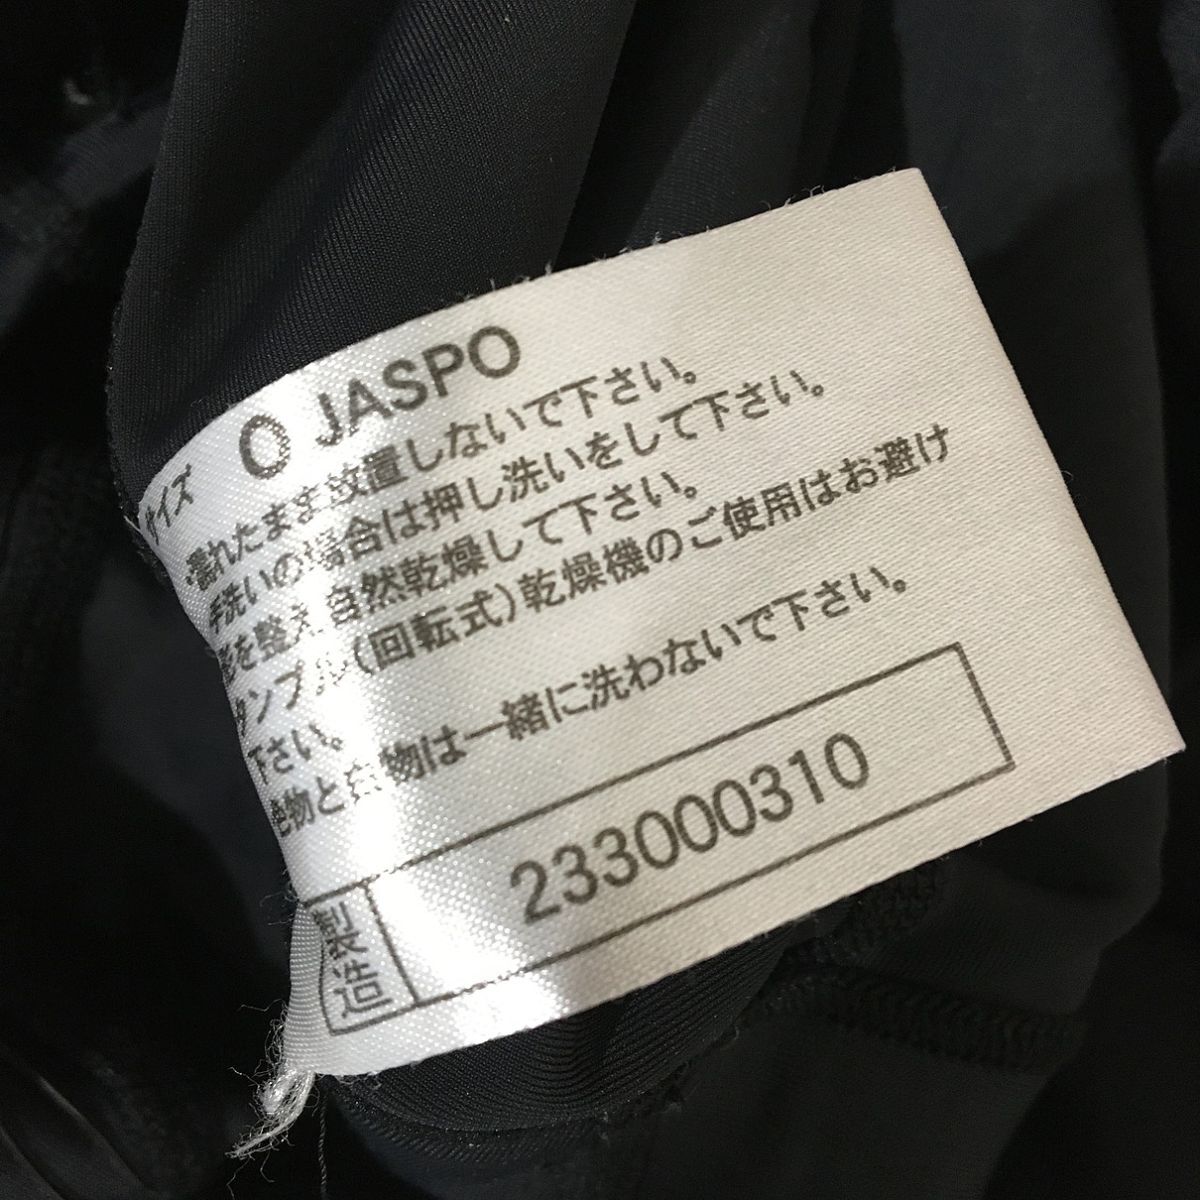 サイズ O JASPO
・濡れたまま放置しないで下さい。
手洗いの場合は押し洗いをして下さい。
形を整え自然乾燥して下さい。
タンブル(回転式)乾燥機のご使用はお避け
下さい。
色物と白物は一緒に洗わないで下さい。
製造 233000310